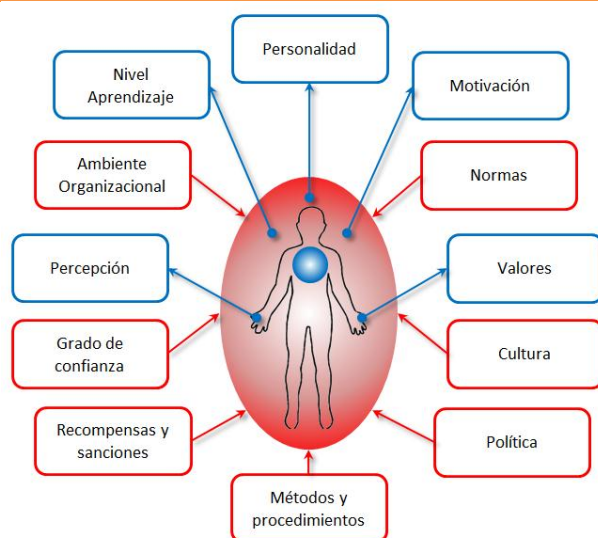 Personalidad
Nivel
Aprendizaje
Motivación
Ambiente
Organizacional
Normas
Percepción
Valores
Grado de
confianza
Cultura
Recompensas y
sanciones
Política
Métodos y
procedimientos